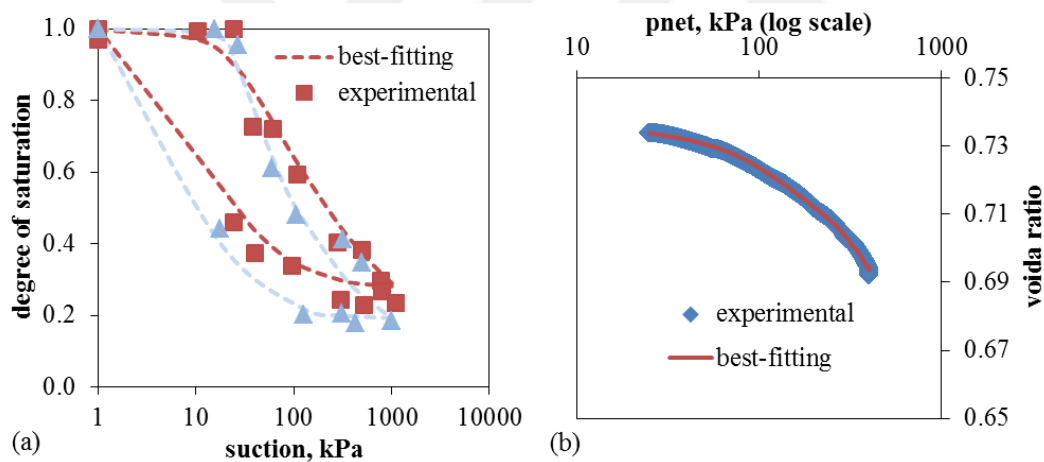 1.0
0.8
0.6
0.4
0.2
0.0
degree of saturation
best-fitting
experimental
1 10 100 1000 10000
suction, kPa
(a)
pnet, kPa (log scale)
10 100 1000
0.75
0.73
0.71
0.69
0.67
0.65
voida ratio
experimental
best-fitting
(b)